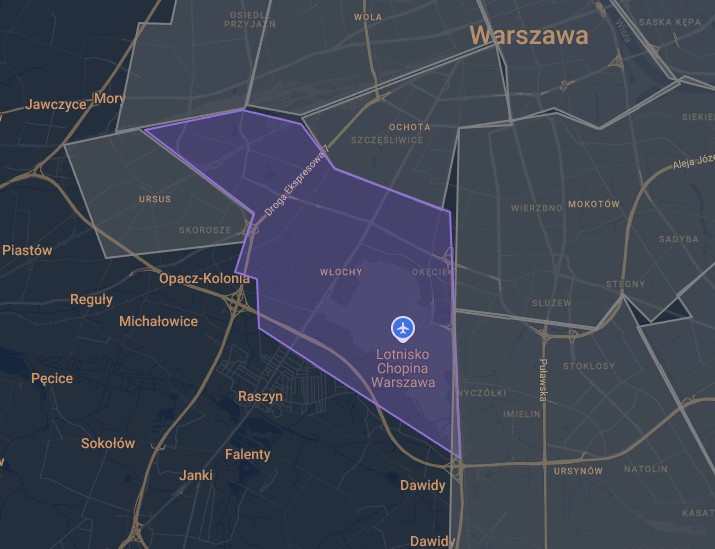 OSIEDLE
PRZYJAŹŃ
WOLA
SASKA KĘPA
Wisła
Warszawa
Jawczyce
Mory
OCHOTA
SZCZĘŚLIWICE
SIEKIE
Droga Ekspresowa 7
Aleja Józe
URSUS
SKOROSZE
WIERZBNO
MOKOTÓW
SADYBA
Piastów
Opacz-Kolonia
WŁOCHY
OKĘCIE
STEGNY
Reguły
Michałowice
SŁUŻEW
Lotnisko
Chopina
Warszawa
Puławska
STOKŁOSY
Pęcice
Raszyn
WYCZÓŁKI
IMIELIN
Sokołów
Falenty
Janki
URSYNÓW
NATOLIN
Dawidy
KABAT
Dawidy